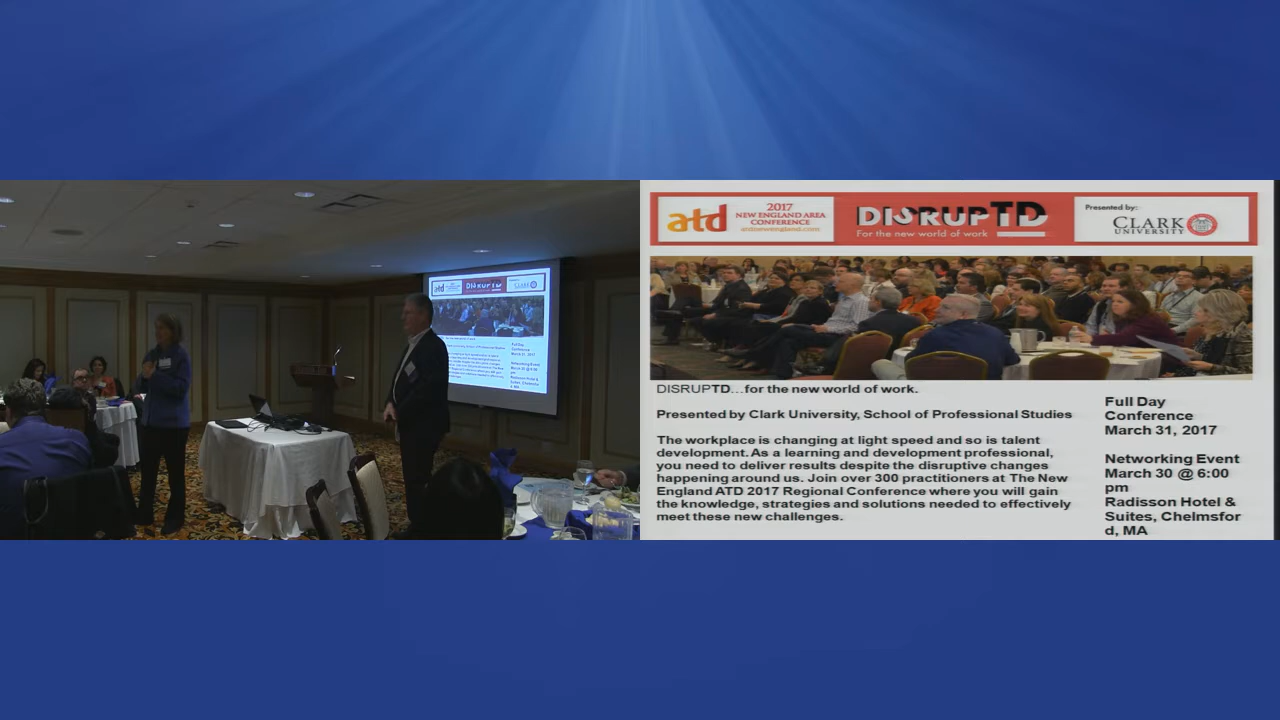 atd
2017
NEW ENGLAND AREA
CONFERENCE
DISRUPTD
For the new world of work
Presented by:
CLARK
UNIVERSITY
DISRUPTD...for the new world of work.
Presented by Clark University, School of Professional Studies
The workplace is changing at light speed and so is talent
development. As a learning and development professional,
you need to deliver results despite the disruptive changes
happening around us. Join over 300 practitioners at The New
England ATD 2017 Regional Conference where you will gain
the knowledge, strategies and solutions needed to effectively
meet these new challenges.
Full Day
Conference
March 31, 2017
Networking Event
March 30 @ 6:00
pm
Radisson Hotel &
Suites, Chelmsfor
d, MA